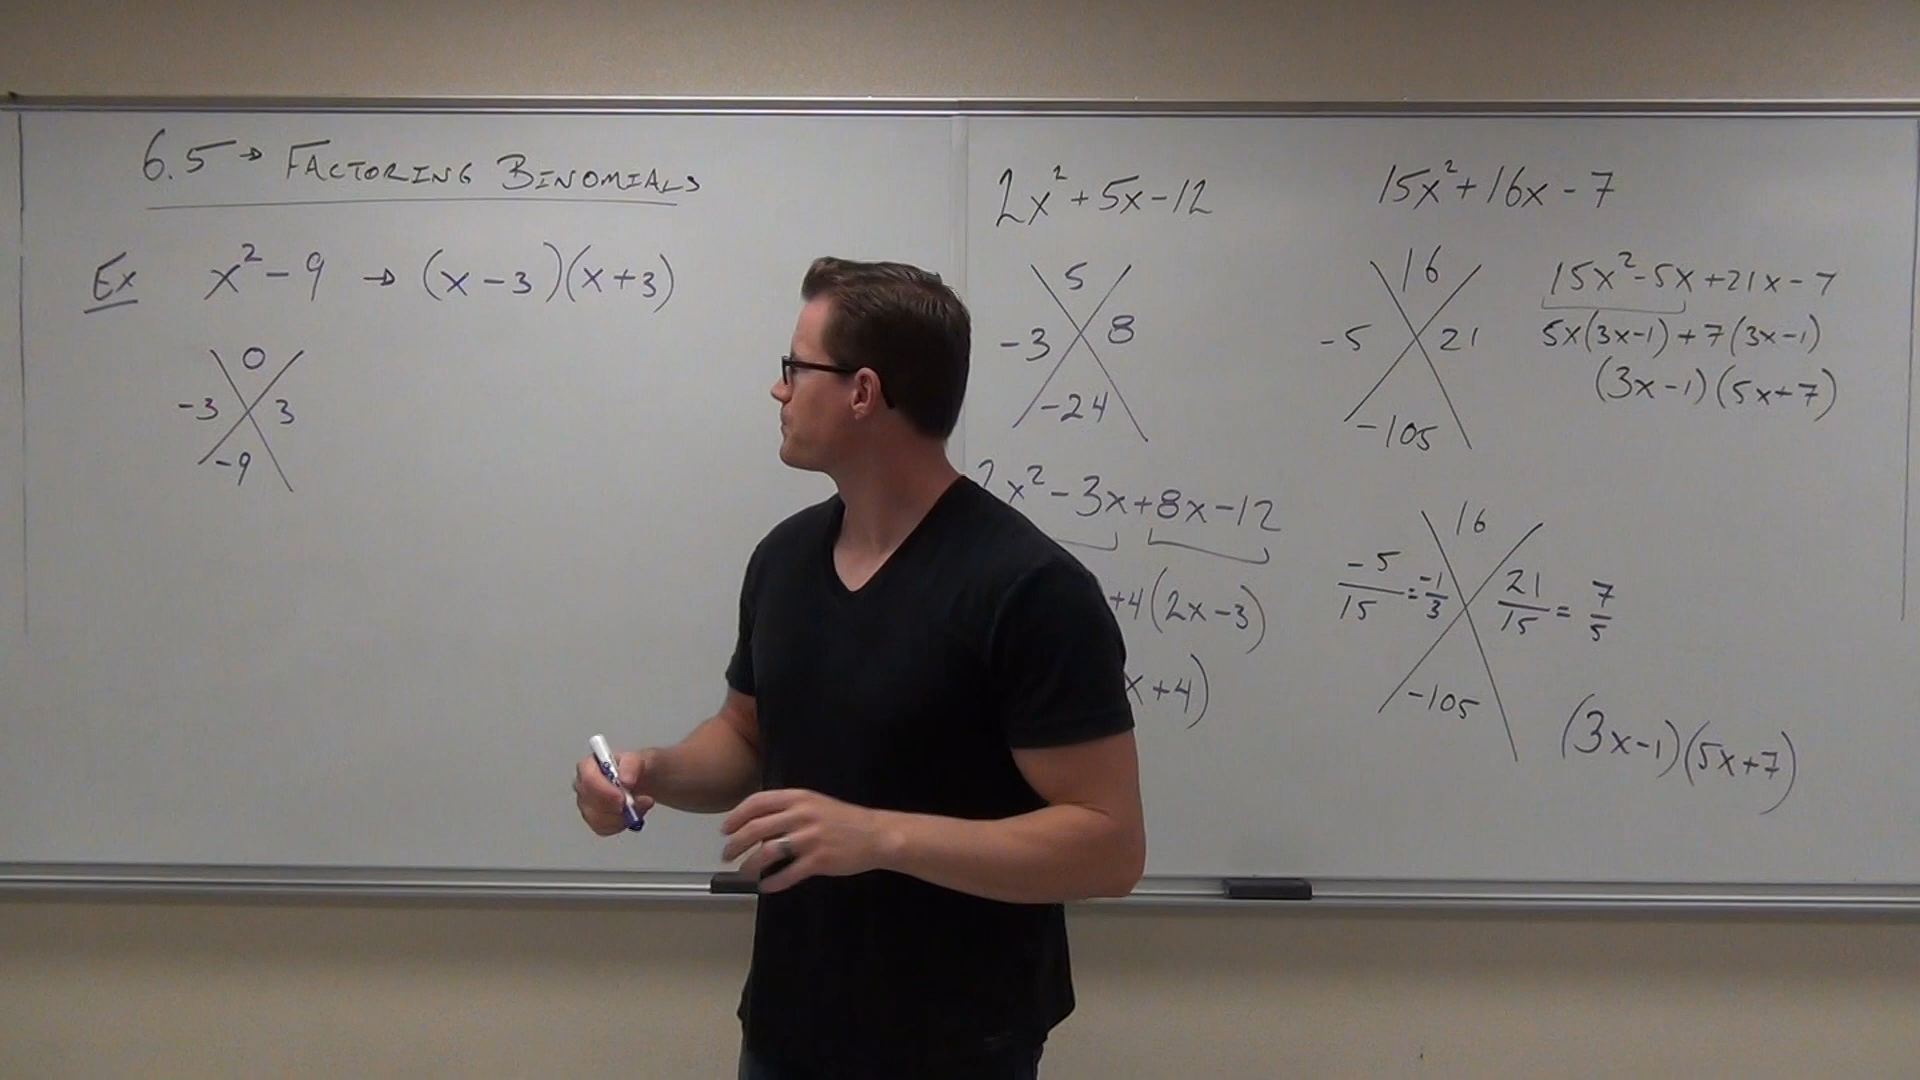 6.5 → FACTORING BINOMIALS
Ex x² - 9 → (x - 3)(x + 3)
0
-3 3
-9
2x² + 5x - 12
5
-3 8
-24
2x² - 3x + 8x - 12
+4(2x - 3)
x + 4)
15x² + 16x - 7
16
-5 21
-105
15x² - 5x + 21x - 7
5x(3x - 1) + 7(3x - 1)
(3x - 1)(5x + 7)
16
-5/15 = -1/3 21/15 = 7/5
-105
(3x - 1)(5x + 7)